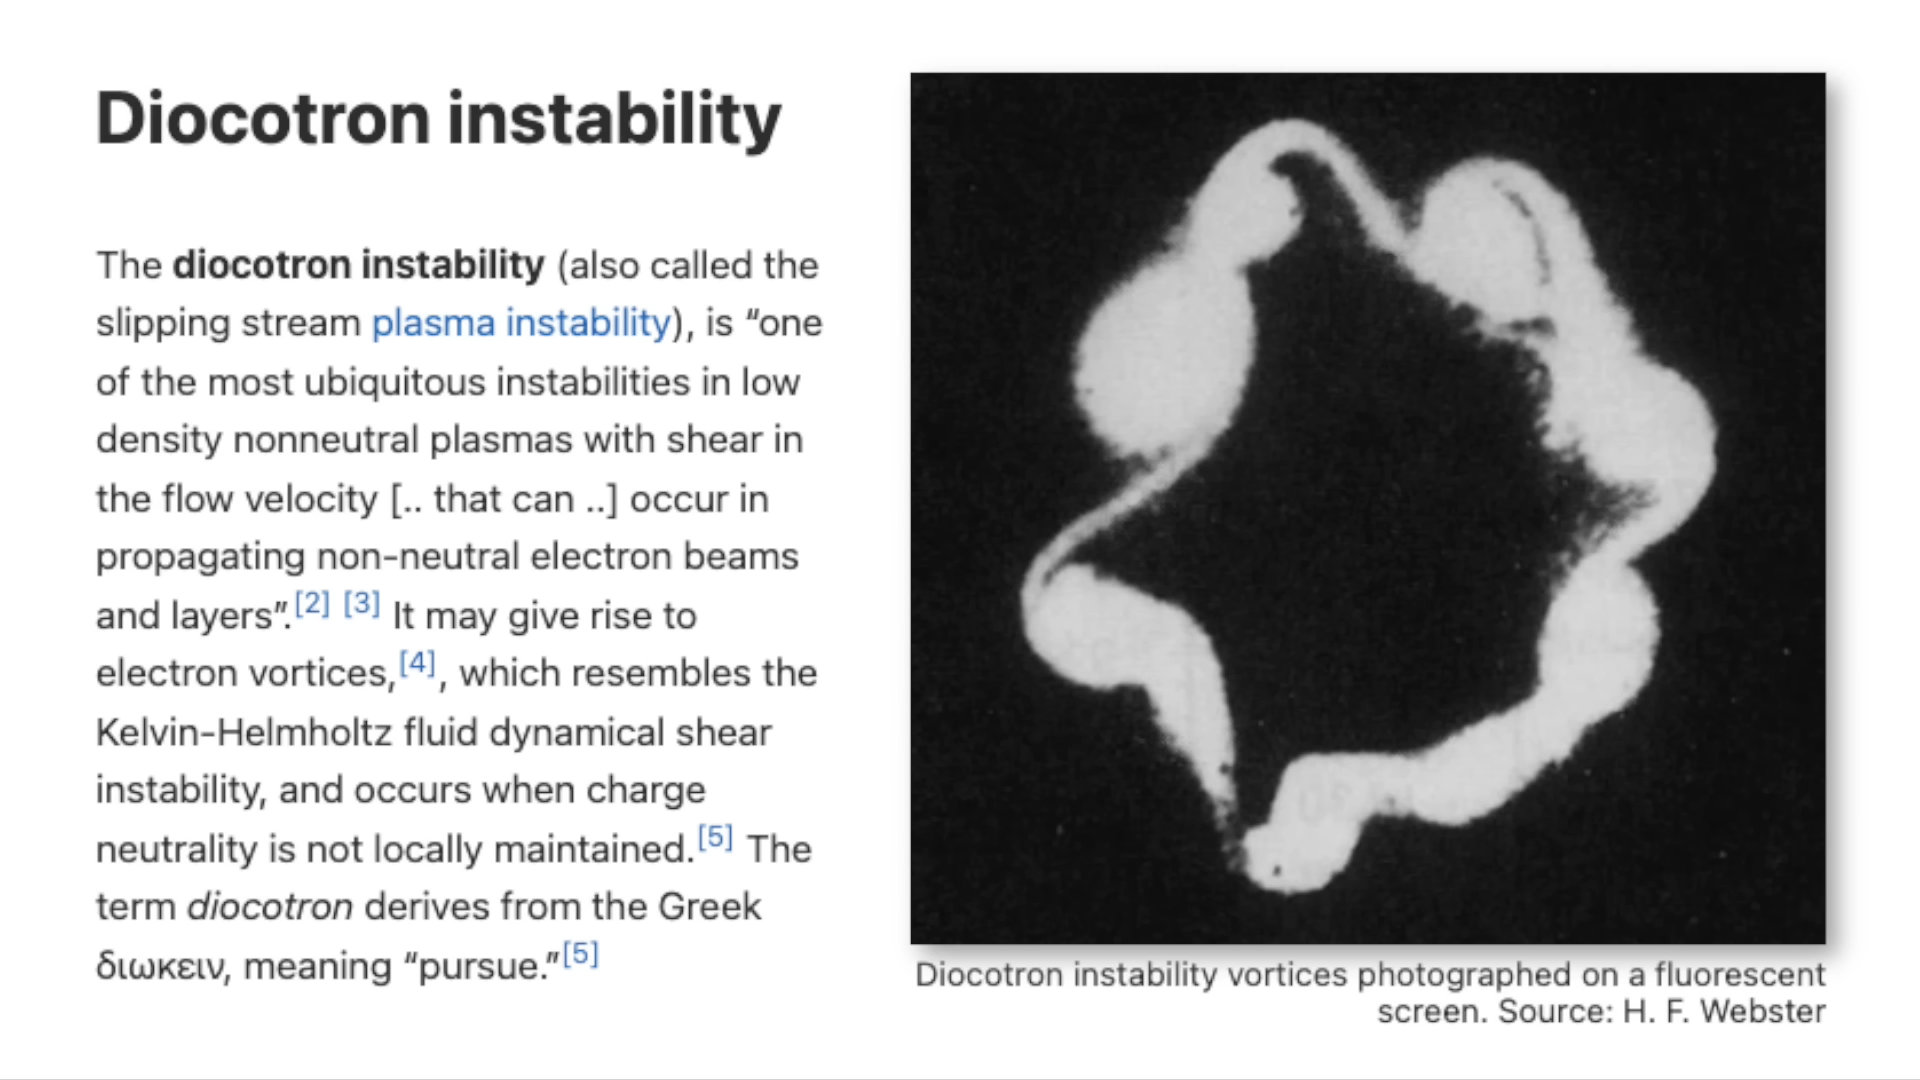 Diocotron instability
The diocotron instability (also called the
slipping stream plasma instability), is “one
of the most ubiquitous instabilities in low
density nonneutral plasmas with shear in
the flow velocity [.. that can ..] occur in
propagating non-neutral electron beams
and layers”.[2] [3] It may give rise to
electron vortices,[4], which resembles the
Kelvin-Helmholtz fluid dynamical shear
instability, and occurs when charge
neutrality is not locally maintained.[5] The
term diocotron derives from the Greek
διωκειν, meaning “pursue.”[5]
Diocotron instability vortices photographed on a fluorescent
screen. Source: H. F. Webster